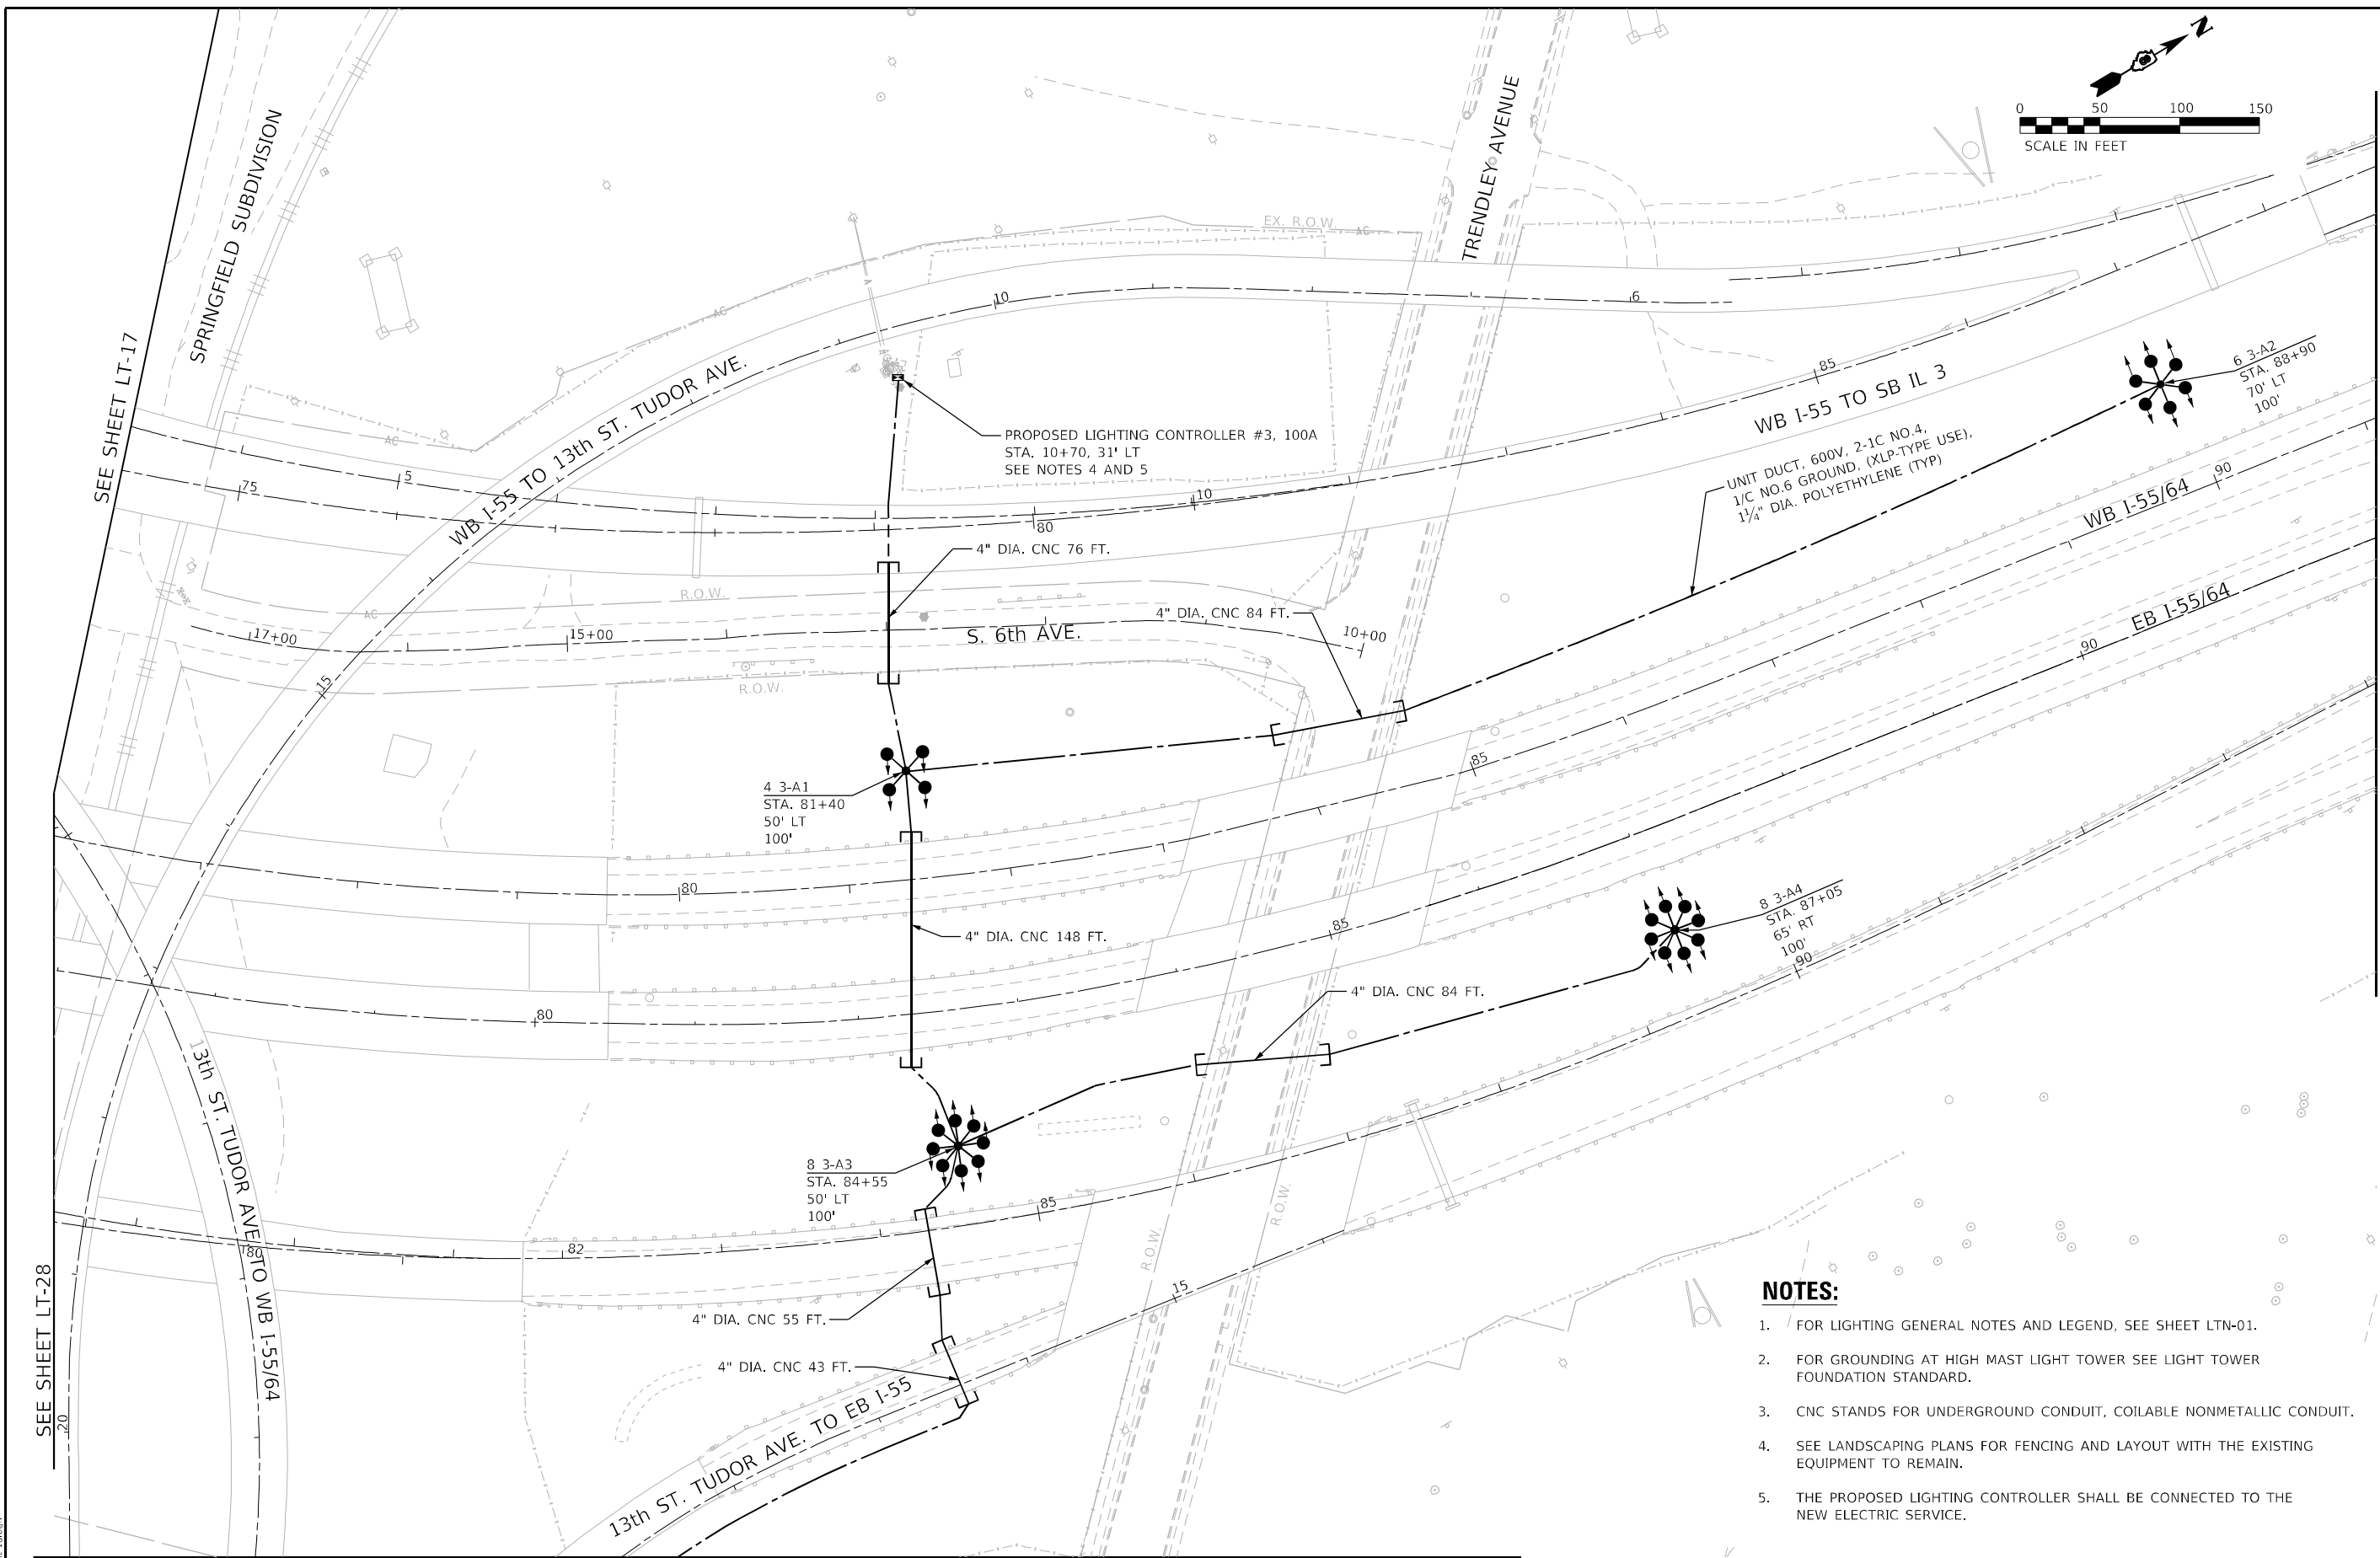 N
0 50 100 150
SCALE IN FEET
SPRINGFIELD SUBDIVISION
TRENDLEY AVENUE
EX. R.O.W.
AC
AC
AC
AC
SEE SHEET LT-17
10
6
WB I-55 TO 13th ST. TUDOR AVE.
85
WB I-55 TO SB IL 3
6 3-A2
STA. 88+90
70' LT
100'
PROPOSED LIGHTING CONTROLLER #3, 100A
STA. 10+70, 31' LT
SEE NOTES 4 AND 5
UNIT DUCT, 600V, 2-1C NO.4,
1/C NO.6 GROUND, (XLP-TYPE USE),
1¼" DIA. POLYETHYLENE (TYP)
5
75
10
80
90
WB I-55/64
4" DIA. CNC 76 FT.
R.O.W.
4" DIA. CNC 84 FT.
EB I-55/64
90
17+00
15+00
S. 6th AVE.
10+00
15
R.O.W.
4 3-A1
STA. 81+40
50' LT
100'
85
80
85
4" DIA. CNC 148 FT.
8 3-A4
STA. 87+05
65' RT
100'
90
80
4" DIA. CNC 84 FT.
13th ST. TUDOR AVE TO WB I-55/64
8 3-A3
STA. 84+55
50' LT
100'
85
82
80
R.O.W.
R.O.W.
15
4" DIA. CNC 55 FT.
4" DIA. CNC 43 FT.
SEE SHEET LT-28
20
13th ST. TUDOR AVE. TO EB I-55
NOTES:
1. FOR LIGHTING GENERAL NOTES AND LEGEND, SEE SHEET LTN-01.
2. FOR GROUNDING AT HIGH MAST LIGHT TOWER SEE LIGHT TOWER
FOUNDATION STANDARD.
3. CNC STANDS FOR UNDERGROUND CONDUIT, COILABLE NONMETALLIC CONDUIT.
4. SEE LANDSCAPING PLANS FOR FENCING AND LAYOUT WITH THE EXISTING
EQUIPMENT TO REMAIN.
5. THE PROPOSED LIGHTING CONTROLLER SHALL BE CONNECTED TO THE
NEW ELECTRIC SERVICE.